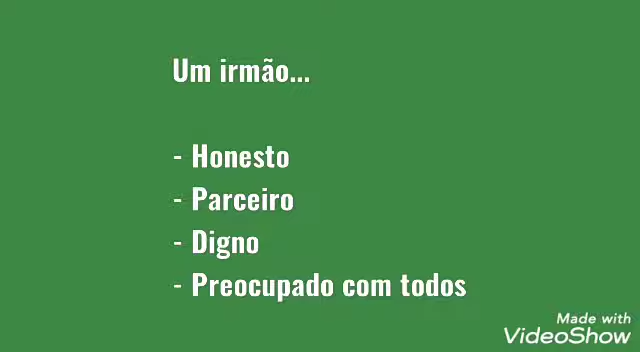 Um irmão...
- Honesto
- Parceiro
- Digno
- Preocupado com todos
Made with
VideoShow